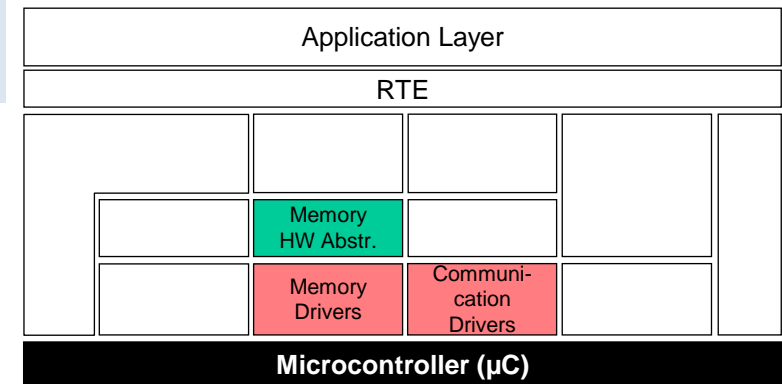 Application Layer
RTE
Memory
HW Abstr.
Memory
Drivers
Communi-
cation
Drivers
Microcontroller (µC)